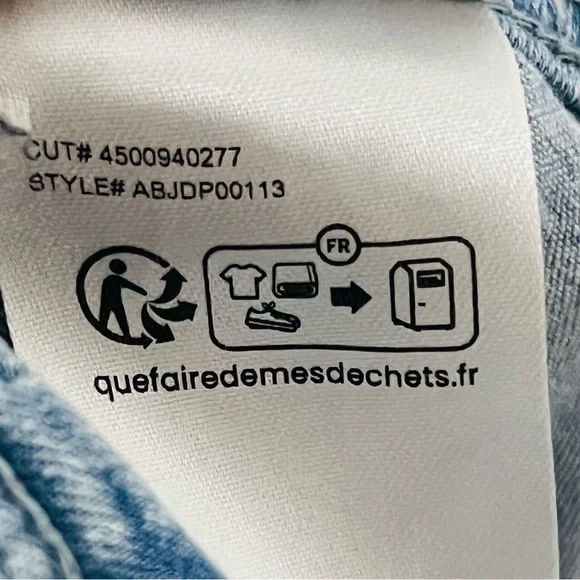 CUT# 4500940277
STYLE# ABJDP00113
FR
quefairedemesdechets.fr